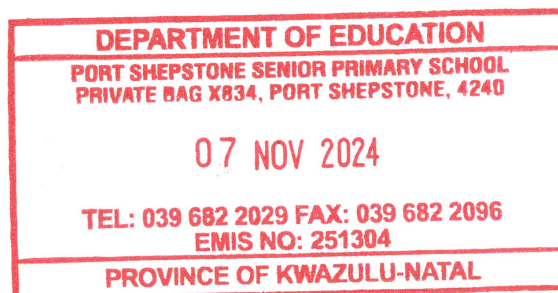 DEPARTMENT OF EDUCATION
PORT SHEPSTONE SENIOR PRIMARY SCHOOL
PRIVATE BAG X834, PORT SHEPSTONE, 4240
07 NOV 2024
TEL: 039 682 2029 FAX: 039 682 2096
EMIS NO: 251304
PROVINCE OF KWAZULU-NATAL